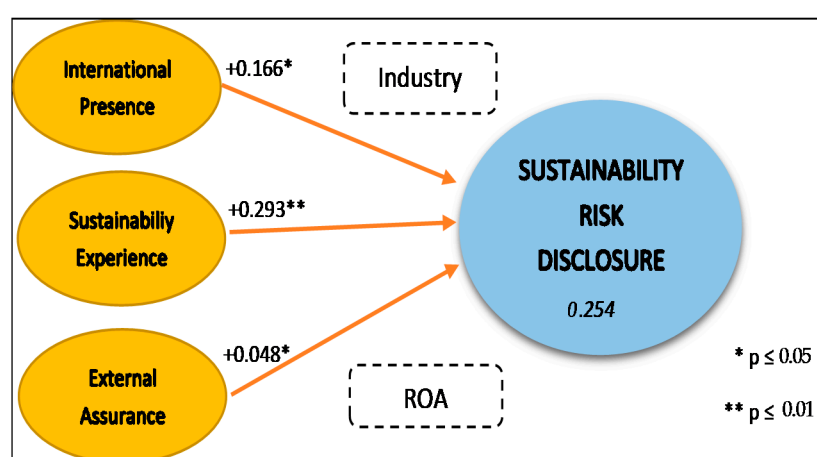 International
Presence
+0.166*
Industry
Sustainabiliy
Experience
+0.293**
SUSTAINABILITY
RISK
DISCLOSURE
0.254
External
Assurance
+0.048*
ROA
* p ≤ 0.05
** p ≤ 0.01